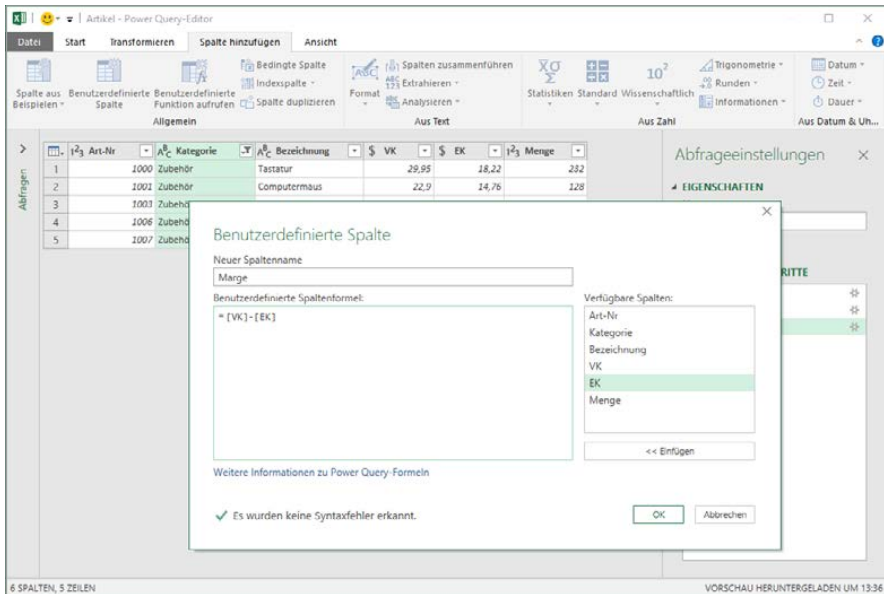 Artikel - Power Query-Editor
Datei Start Transformieren Spalte hinzufügen Ansicht
Spalte aus Beispielen
Benutzerdefinierte Spalte
Benutzerdefinierte Funktion aufrufen
Bedingte Spalte
Indexspalte
Spalte duplizieren
Allgemein
Format
Spalten zusammenführen
Extrahieren
Analysieren
Aus Text
Statistiken Standard Wissenschaftlich
Trigonometrie
Runden
Informationen
Aus Zahl
Datum
Zeit
Dauer
Aus Datum & Uh...
Abfragen
Art-Nr Kategorie Bezeichnung $ VK $ EK Menge
1 1000 Zubehör Tastatur 29,95 18,22 232
2 1001 Zubehör Computermaus 22,9 14,76 128
3 1003 Zubehö
4 1006 Zubehö
5 1007 Zubehö
Abfrageeinstellungen
EIGENSCHAFTEN
RITTE
Benutzerdefinierte Spalte
Neuer Spaltenname
Marge
Benutzerdefinierte Spaltenformel:
=[VK]-[EK]
Verfügbare Spalten:
Art-Nr
Kategorie
Bezeichnung
VK
EK
Menge
<< Einfügen
Weitere Informationen zu Power Query-Formeln
Es wurden keine Syntaxfehler erkannt.
OK Abbrechen
6 SPALTEN, 5 ZEILEN
VORSCHAU HERUNTERGELADEN UM 13:36